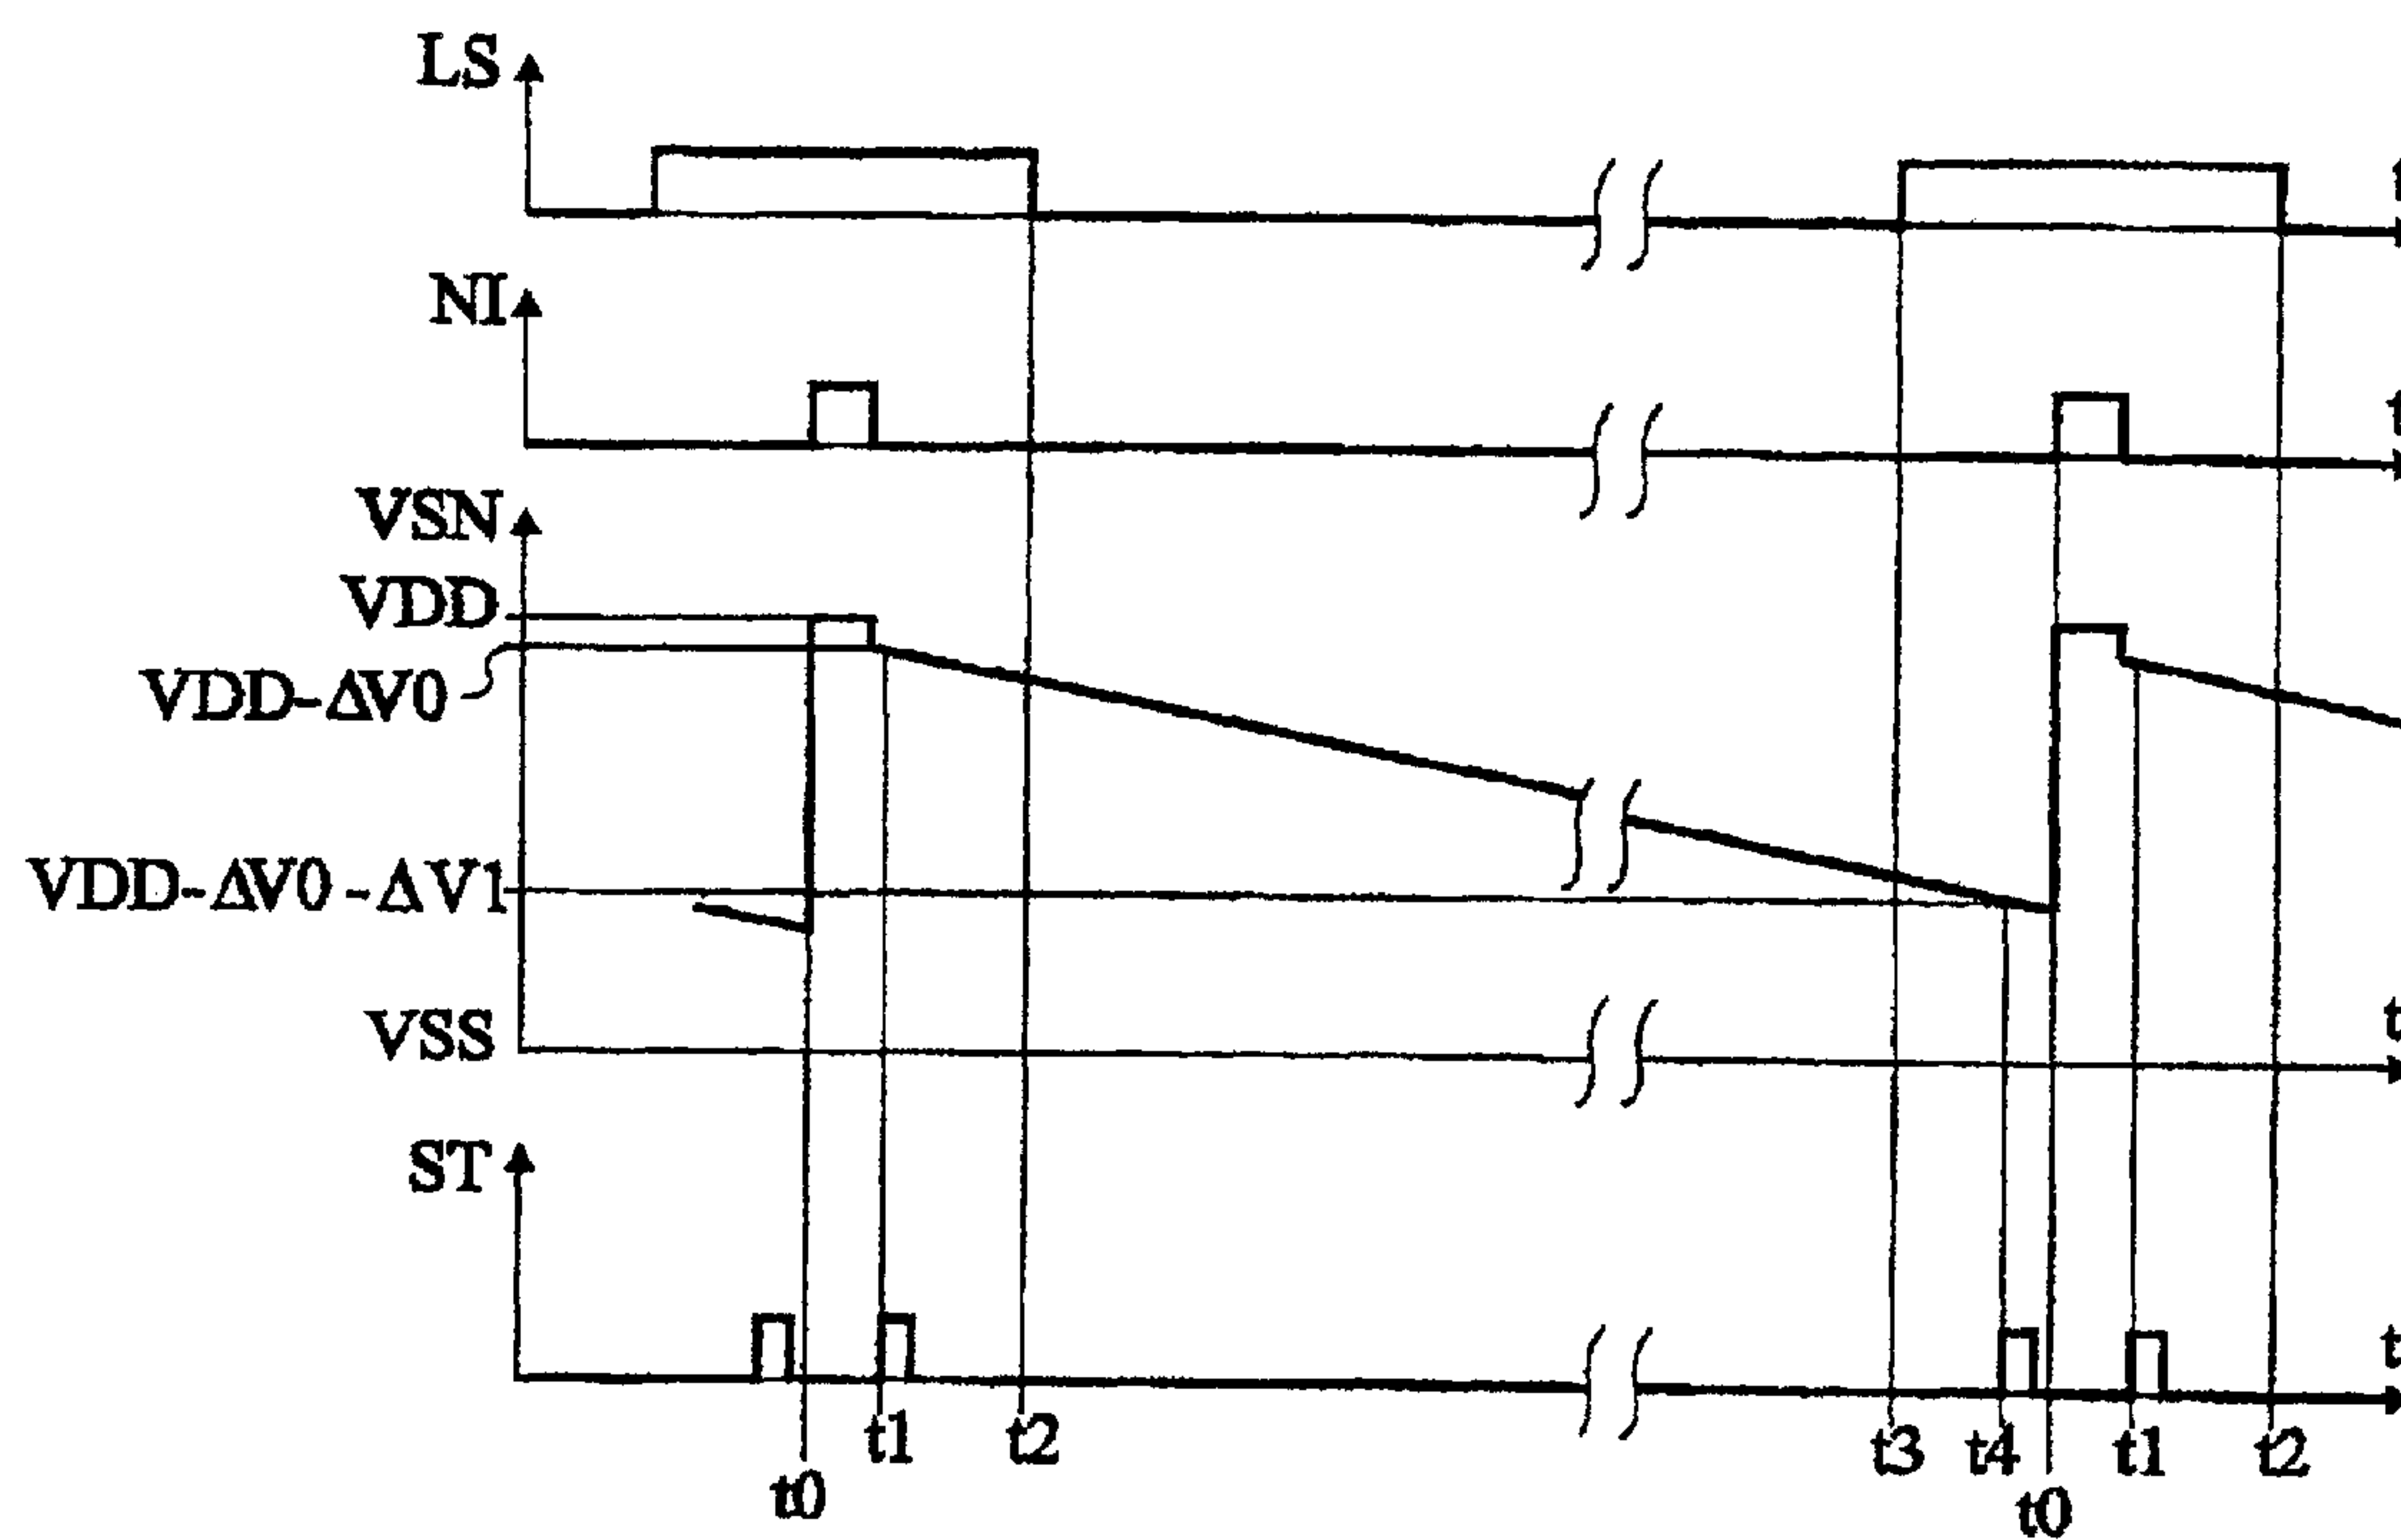 LS
t
NI
t
VSN
VDD
VDD-ΔV0
VDD-ΔV0-ΔV1
VSS
t
ST
t
t1 t2 t3 t4 t1 t2
t0 t0